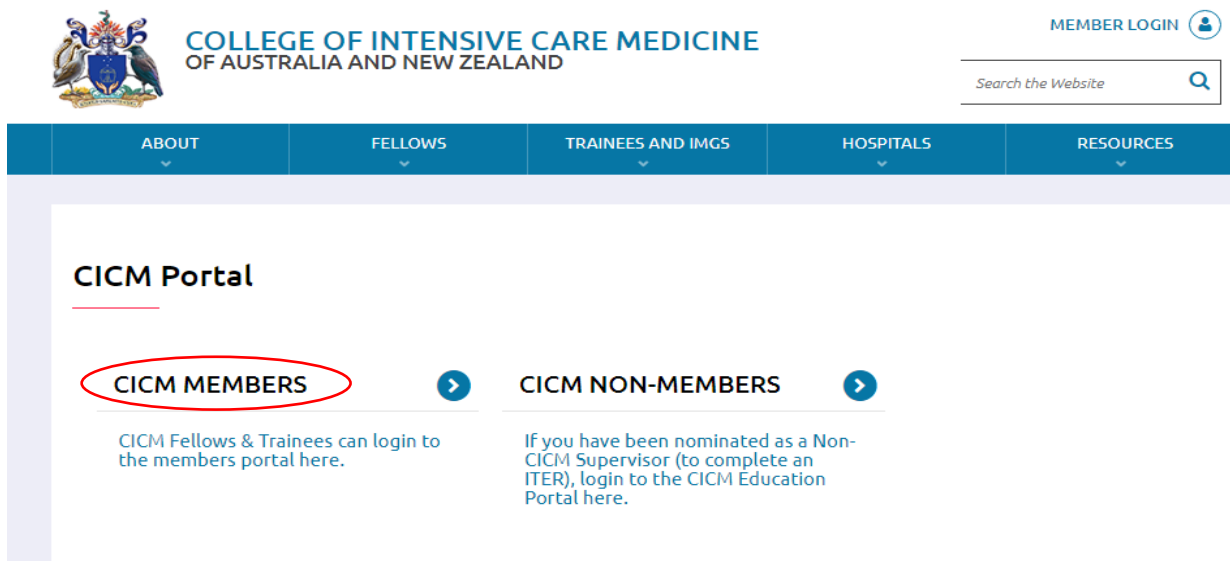 MEMBER LOGIN
COLLEGE OF INTENSIVE CARE MEDICINE
OF AUSTRALIA AND NEW ZEALAND
Search the Website
ABOUT
FELLOWS
TRAINEES AND IMGS
HOSPITALS
RESOURCES
CICM Portal
CICM MEMBERS
CICM Fellows & Trainees can login to
the members portal here.
CICM NON-MEMBERS
If you have been nominated as a Non-
CICM Supervisor (to complete an
ITER), login to the CICM Education
Portal here.